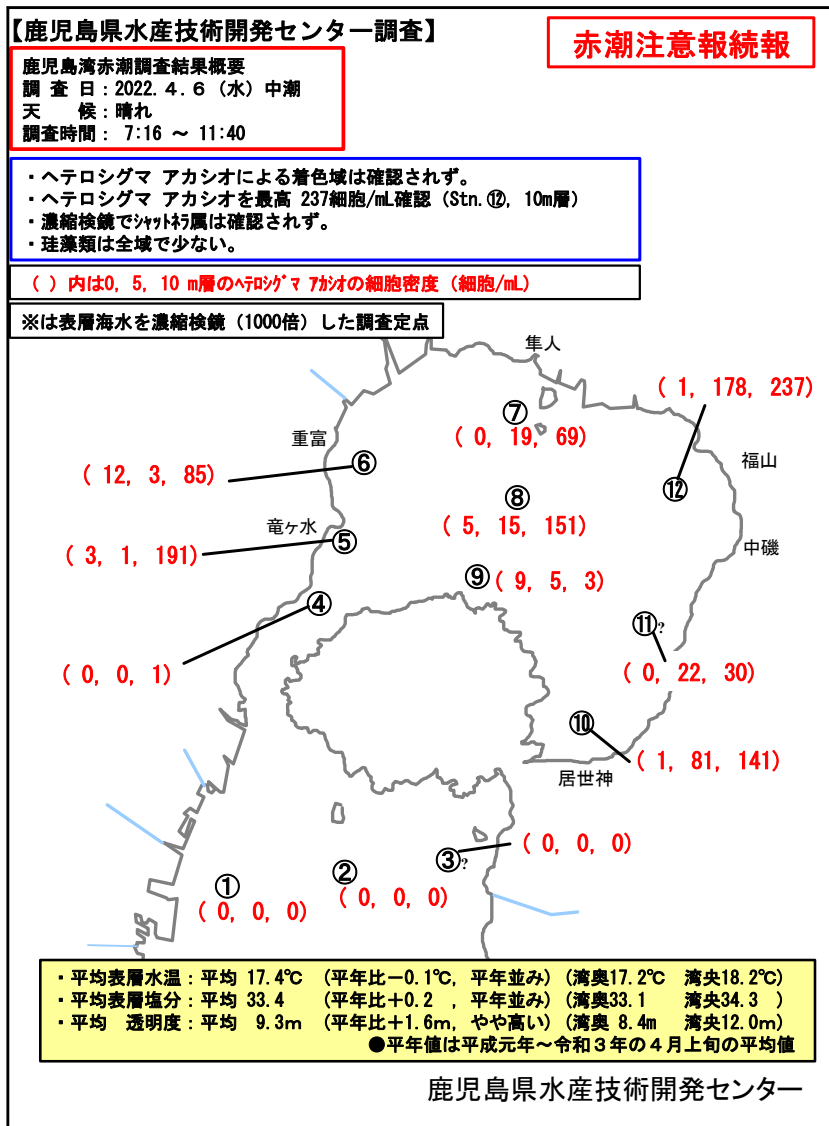 【鹿児島県水産技術開発センター調査】
赤潮注意報続報
鹿児島湾赤潮調査結果概要
調 査 日：2022.４.６（水）中潮
天　　候：晴れ
調査時間： 7:16 ～ 11:40
・ヘテロシグマ アカシオによる着色域は確認されず。
・ヘテロシグマ アカシオを最高 237細胞/mL確認（Stn.⑫, 10m層）
・濃縮検鏡でｼｬｯﾄﾈﾗ属は確認されず。
・珪藻類は全域で少ない。
（ ）内は0, 5, 10 m層のﾍﾃﾛｼｸﾞﾏ ｱｶｼｵの細胞密度（細胞/mL）
※は表層海水を濃縮検鏡（1000倍）した調査定点
隼人
( 1, 178, 237)
⑦
( 0, 19, 69)
重富
⑥
( 12, 3, 85)
福山
⑫
⑧
( 5, 15, 151)
竜ヶ水
⑤
( 3, 1, 191)
中磯
⑨
( 9, 5, 3)
④
( 0, 0, 1)
⑪?
( 0, 22, 30)
⑩
( 1, 81, 141)
居世神
( 0, 0, 0)
③?
②
( 0, 0, 0)
①
( 0, 0, 0)
・平均表層水温：平均 17.4℃ （平年比－0.1℃, 平年並み）（湾奥17.2℃ 湾央18.2℃）
・平均表層塩分：平均 33.4 （平年比＋0.2 , 平年並み）（湾奥33.1 湾央34.3 ）
・平均　透明度：平均 9.3ｍ （平年比＋1.6ｍ, やや高い）（湾奥 8.4m 湾央12.0ｍ）
●平年値は平成元年～令和３年の４月上旬の平均値
鹿児島県水産技術開発センター